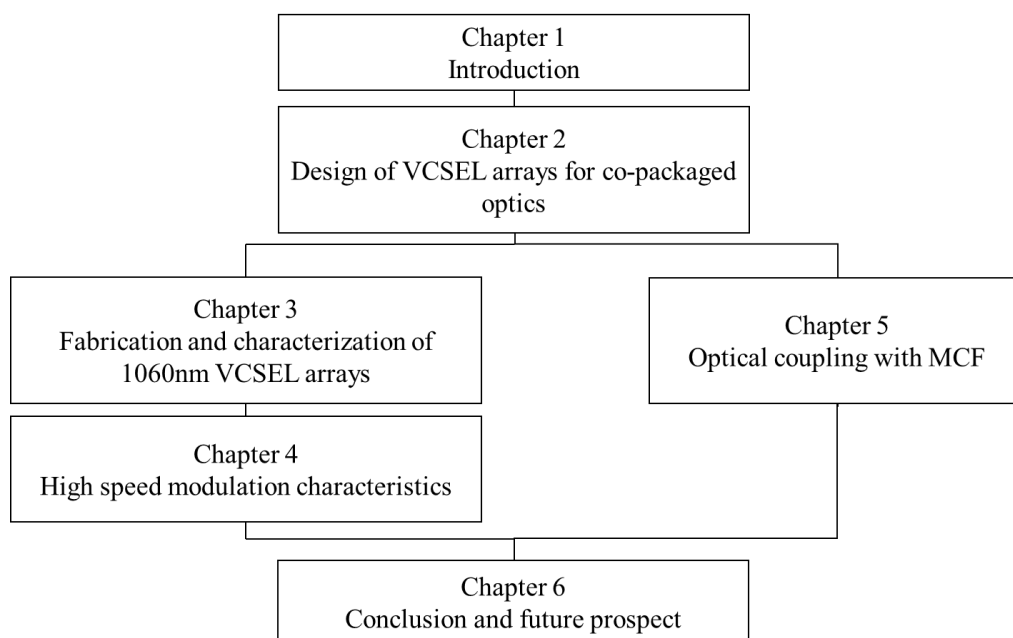 Chapter 1
Introduction
Chapter 2
Design of VCSEL arrays for co-packaged
optics
Chapter 3
Fabrication and characterization of
1060nm VCSEL arrays
Chapter 5
Optical coupling with MCF
Chapter 4
High speed modulation characteristics
Chapter 6
Conclusion and future prospect